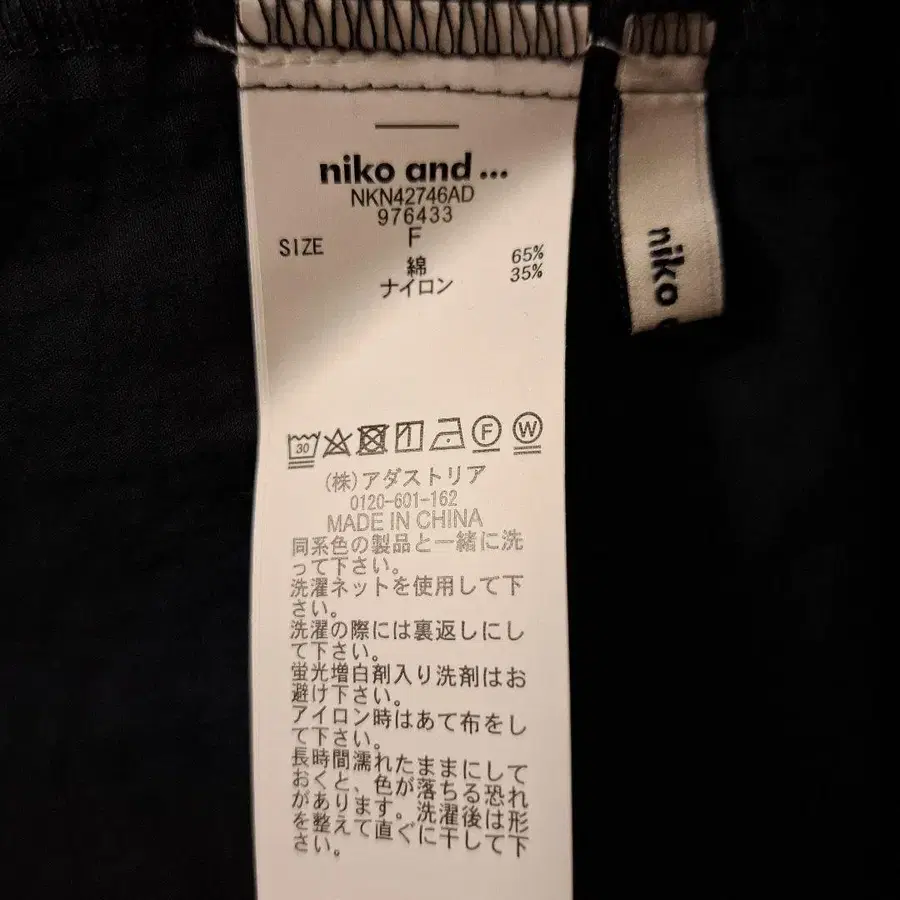 niko and ...
NKN42746AD
976433
SIZE F
綿 65%
ナイロン 35%
30 F W
(株)アダストリア
0120-601-162
MADE IN CHINA
同系色の製品と一緒に洗
って下さい。
洗濯ネットを使用して下
さい。
洗濯の際には裏返しにし
て下さい。
蛍光増白剤入り洗剤はお
避け下さい。
アイロン時はあて布をし
て下さい。
長時間濡れたままにして
おくと、色が落ちる恐れ
があります。洗濯後は形
を整えて直ぐに干して下
さい。
niko